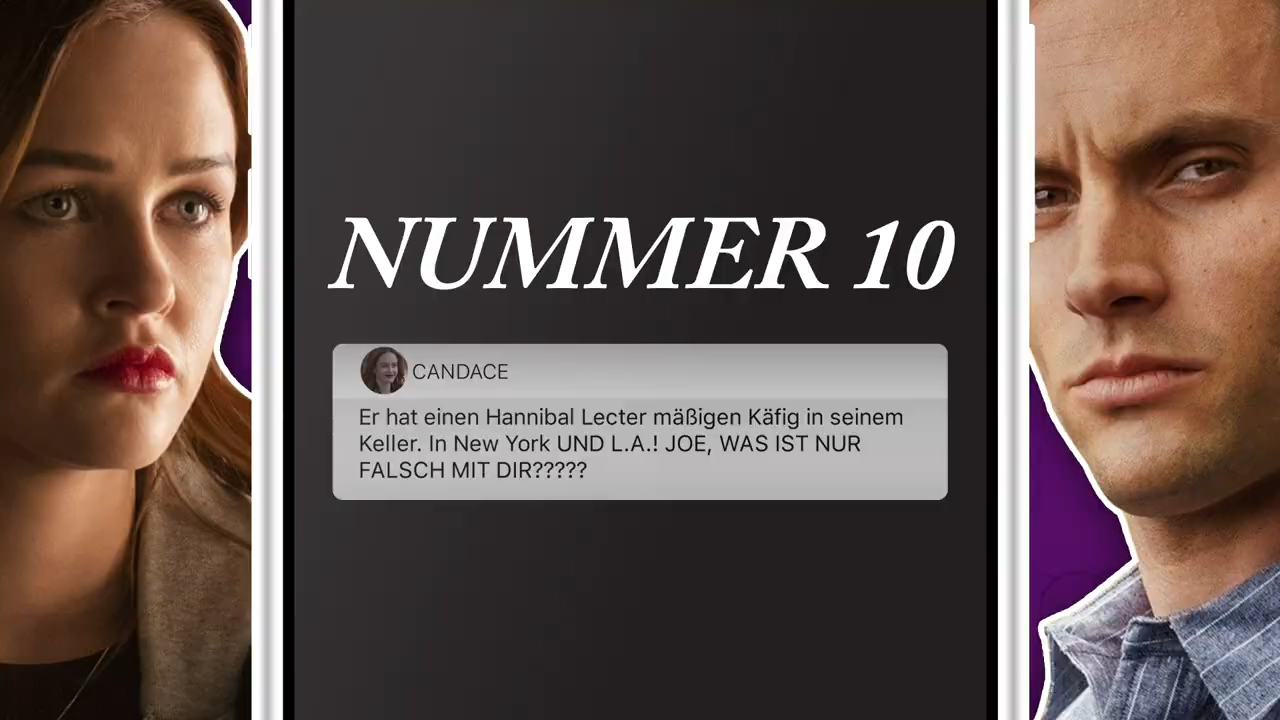 NUMMER 10
CANDACE
Er hat einen Hannibal Lecter mäßigen Käfig in seinem
Keller. In New York UND L.A.! JOE, WAS IST NUR
FALSCH MIT DIR?????